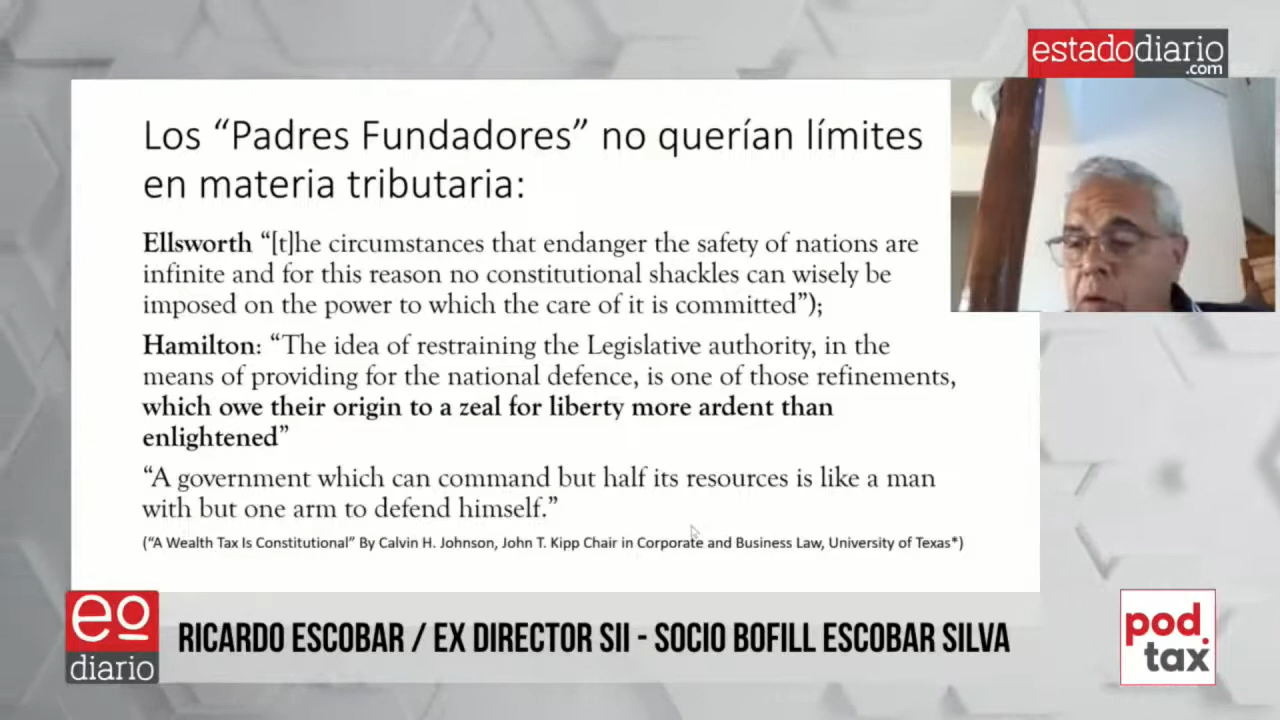 estadodiario
.com
Los “Padres Fundadores” no querían límites
en materia tributaria:
Ellsworth “[t]he circumstances that endanger the safety of nations are
infinite and for this reason no constitutional shackles can wisely be
imposed on the power to which the care of it is committed”);
Hamilton: “The idea of restraining the Legislative authority, in the
means of providing for the national defence, is one of those refinements,
which owe their origin to a zeal for liberty more ardent than
enlightened”
“A government which can command but half its resources is like a man
with but one arm to defend himself.”
(“A Wealth Tax Is Constitutional” By Calvin H. Johnson, John T. Kipp Chair in Corporate and Business Law, University of Texas*)
eo
diario
RICARDO ESCOBAR / EX DIRECTOR SII - SOCIO BOFILL ESCOBAR SILVA
pod.
tax